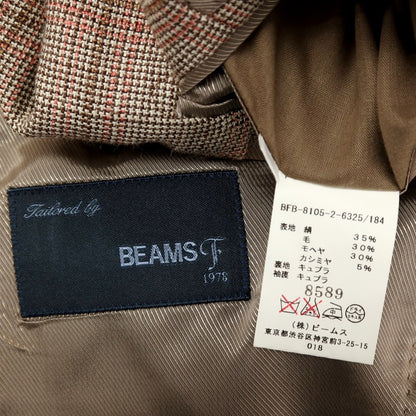 Tailored by
BEAMS F
1978
BFB-8105-2-6325/184
表地 絹 35%
毛 30%
モヘヤ 30%
カシミヤ 5%
裏地 キュプラ
袖裏 キュプラ
8589
(株)ビームス
東京都渋谷区神宮前3-25-15
018